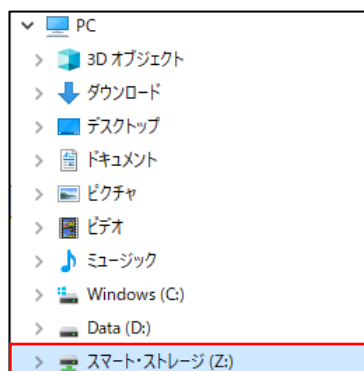 PC
3D オブジェクト
ダウンロード
デスクトップ
ドキュメント
ピクチャ
ビデオ
ミュージック
Windows (C:)
Data (D:)
スマート・ストレージ (Z:)